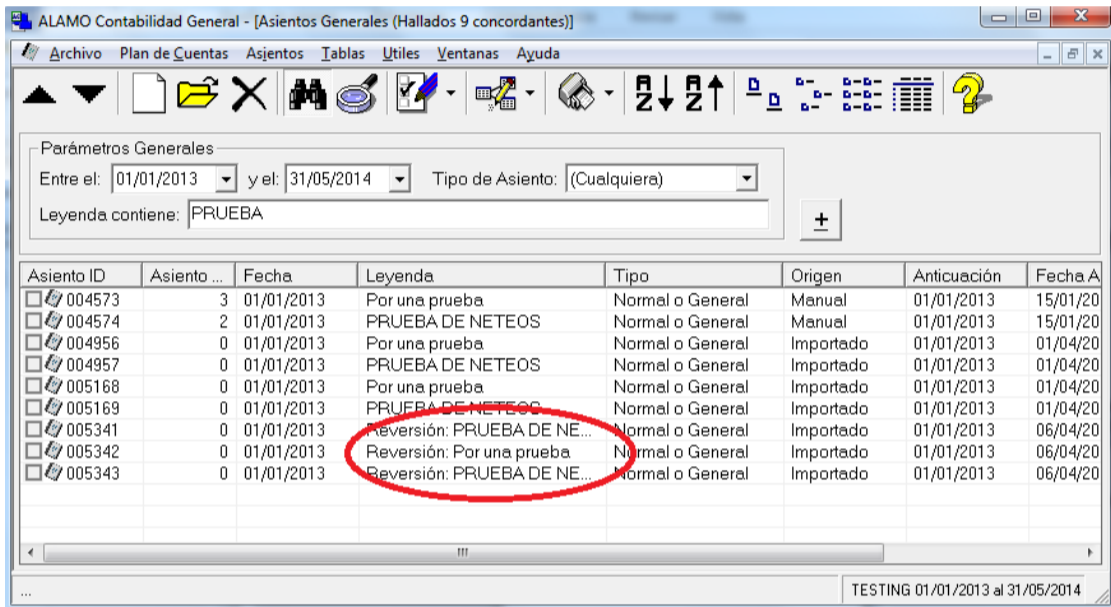 ALAMO Contabilidad General - [Asientos Generales (Hallados 9 concordantes)]
Archivo Plan de Cuentas Asientos Tablas Utiles Ventanas Ayuda
Parámetros Generales
Entre el: 01/01/2013 y el: 31/05/2014 Tipo de Asiento: (Cualquiera)
Leyenda contiene: PRUEBA
±
Asiento ID Asiento ... Fecha Leyenda Tipo Origen Anticuación Fecha A
004573 3 01/01/2013 Por una prueba Normal o General Manual 01/01/2013 15/01/20
004574 2 01/01/2013 PRUEBA DE NETEOS Normal o General Manual 01/01/2013 15/01/20
004956 0 01/01/2013 Por una prueba Normal o General Importado 01/01/2013 01/04/20
004957 0 01/01/2013 PRUEBA DE NETEOS Normal o General Importado 01/01/2013 01/04/20
005168 0 01/01/2013 Por una prueba Normal o General Importado 01/01/2013 01/04/20
005169 0 01/01/2013 PRUEBA DE NETEOS Normal o General Importado 01/01/2013 01/04/20
005341 0 01/01/2013 Reversión: PRUEBA DE NE... Normal o General Importado 01/01/2013 06/04/20
005342 0 01/01/2013 Reversión: Por una prueba Normal o General Importado 01/01/2013 06/04/20
005343 0 01/01/2013 Reversión: PRUEBA DE NE... Normal o General Importado 01/01/2013 06/04/20
... TESTING 01/01/2013 al 31/05/2014